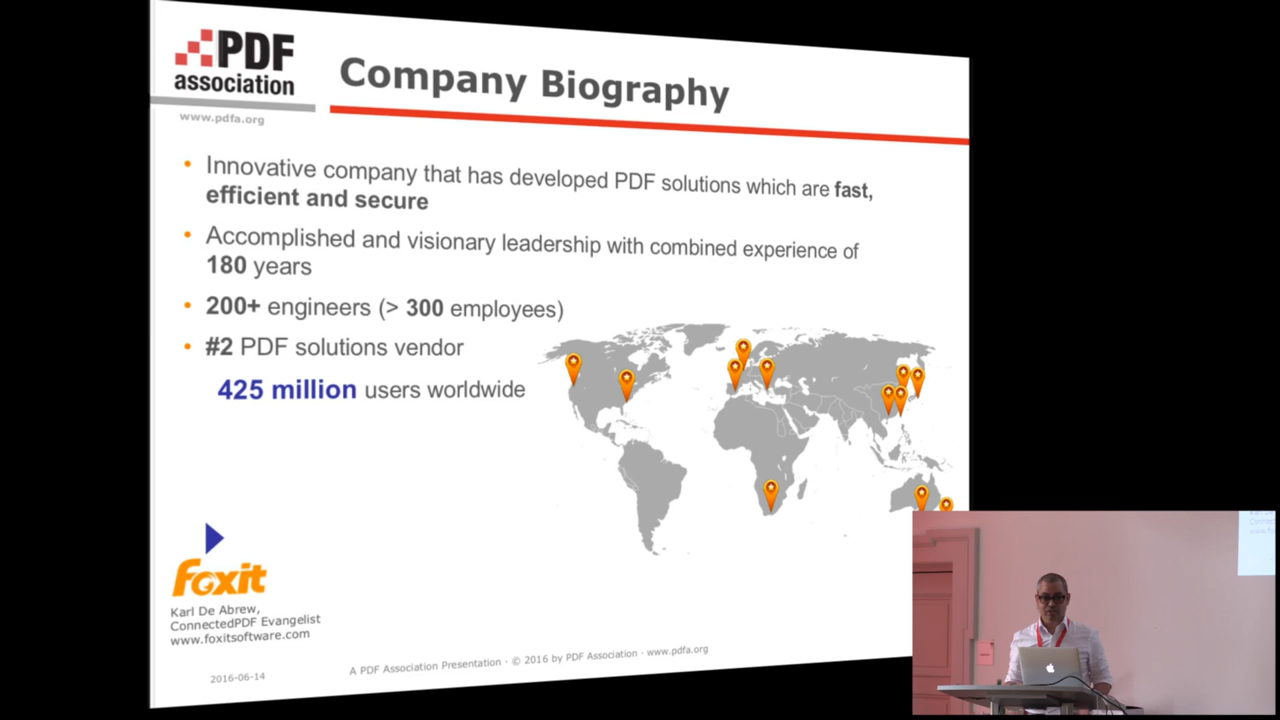 PDF
association
www.pdfa.org
Company Biography
• Innovative company that has developed PDF solutions which are fast,
efficient and secure
• Accomplished and visionary leadership with combined experience of
180 years
• 200+ engineers (> 300 employees)
• #2 PDF solutions vendor
425 million users worldwide
foxit
Karl De Abrew,
ConnectedPDF Evangelist
www.foxitsoftware.com
2016-06-14
A PDF Association Presentation · © 2016 by PDF Association · www.pdfa.org